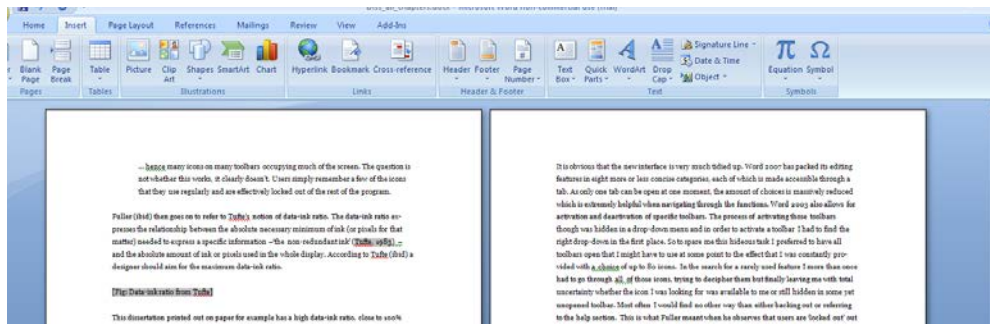 Home Insert Page Layout References Mailings Review View Add-Ins
Blank Page Table Picture Clip Shapes SmartArt Chart Hyperlink Bookmark Cross-reference Header Footer Page Text Quick WordArt Drop Signature Line Equation Symbol
Page Break Art Number Box Parts Cap Date & Time
Object
Pages Tables Illustrations Links Header & Footer Text Symbols
... hence many icons on many toolbars occupying much of the screen. The question is
not whether this works, it clearly doesn't. Users simply remember a few of the icons
that they use regularly and are effectively locked out of the rest of the program.
Fuller (ibid) then goes on to refer to Tufte's notion of data-ink ratio. The data-ink ratio ex-
presses the relationship between the absolute necessary minimum of ink (or pixels for that
matter) needed to express a specific information –'the non-redundant ink' (Tufte, 1983), –
and the absolute amount of ink or pixels used in the whole display. According to Tufte (ibid) a
designer should aim for the maximum data-ink ratio.
[Fig: Data-ink ratio from Tufte]
This dissertation printed out on paper for example has a high data-ink ratio, close to 100%
It is obvious that the new interface is very much tidied up. Word 2007 has packed its editing
features in eight more or less concise categories, each of which is made accessible through a
tab. As only one tab can be open at one moment, the amount of choices is massively reduced
which is extremely helpful when navigating through the functions. Word 2003 also allows for
activation and deactivation of specific toolbars. The process of activating those toolbars
though was hidden in a drop-down menu and in order to activate a toolbar I had to find the
right drop-down in the first place. So to spare me this hideous task I preferred to have all
toolbars open that I might have to use at some point to the effect that I was constantly pro-
vided with a choice of up to 80 icons. In the search for a rarely used feature I more than once
had to go through all of those icons, trying to decipher them but finally leaving me with total
uncertainty whether the icon I was looking for was available to me or still hidden in some yet
unopened toolbar. Most often I would find no other way than either backing out or referring
to the help section. This is what Fuller meant when he observes that users are 'locked out' out